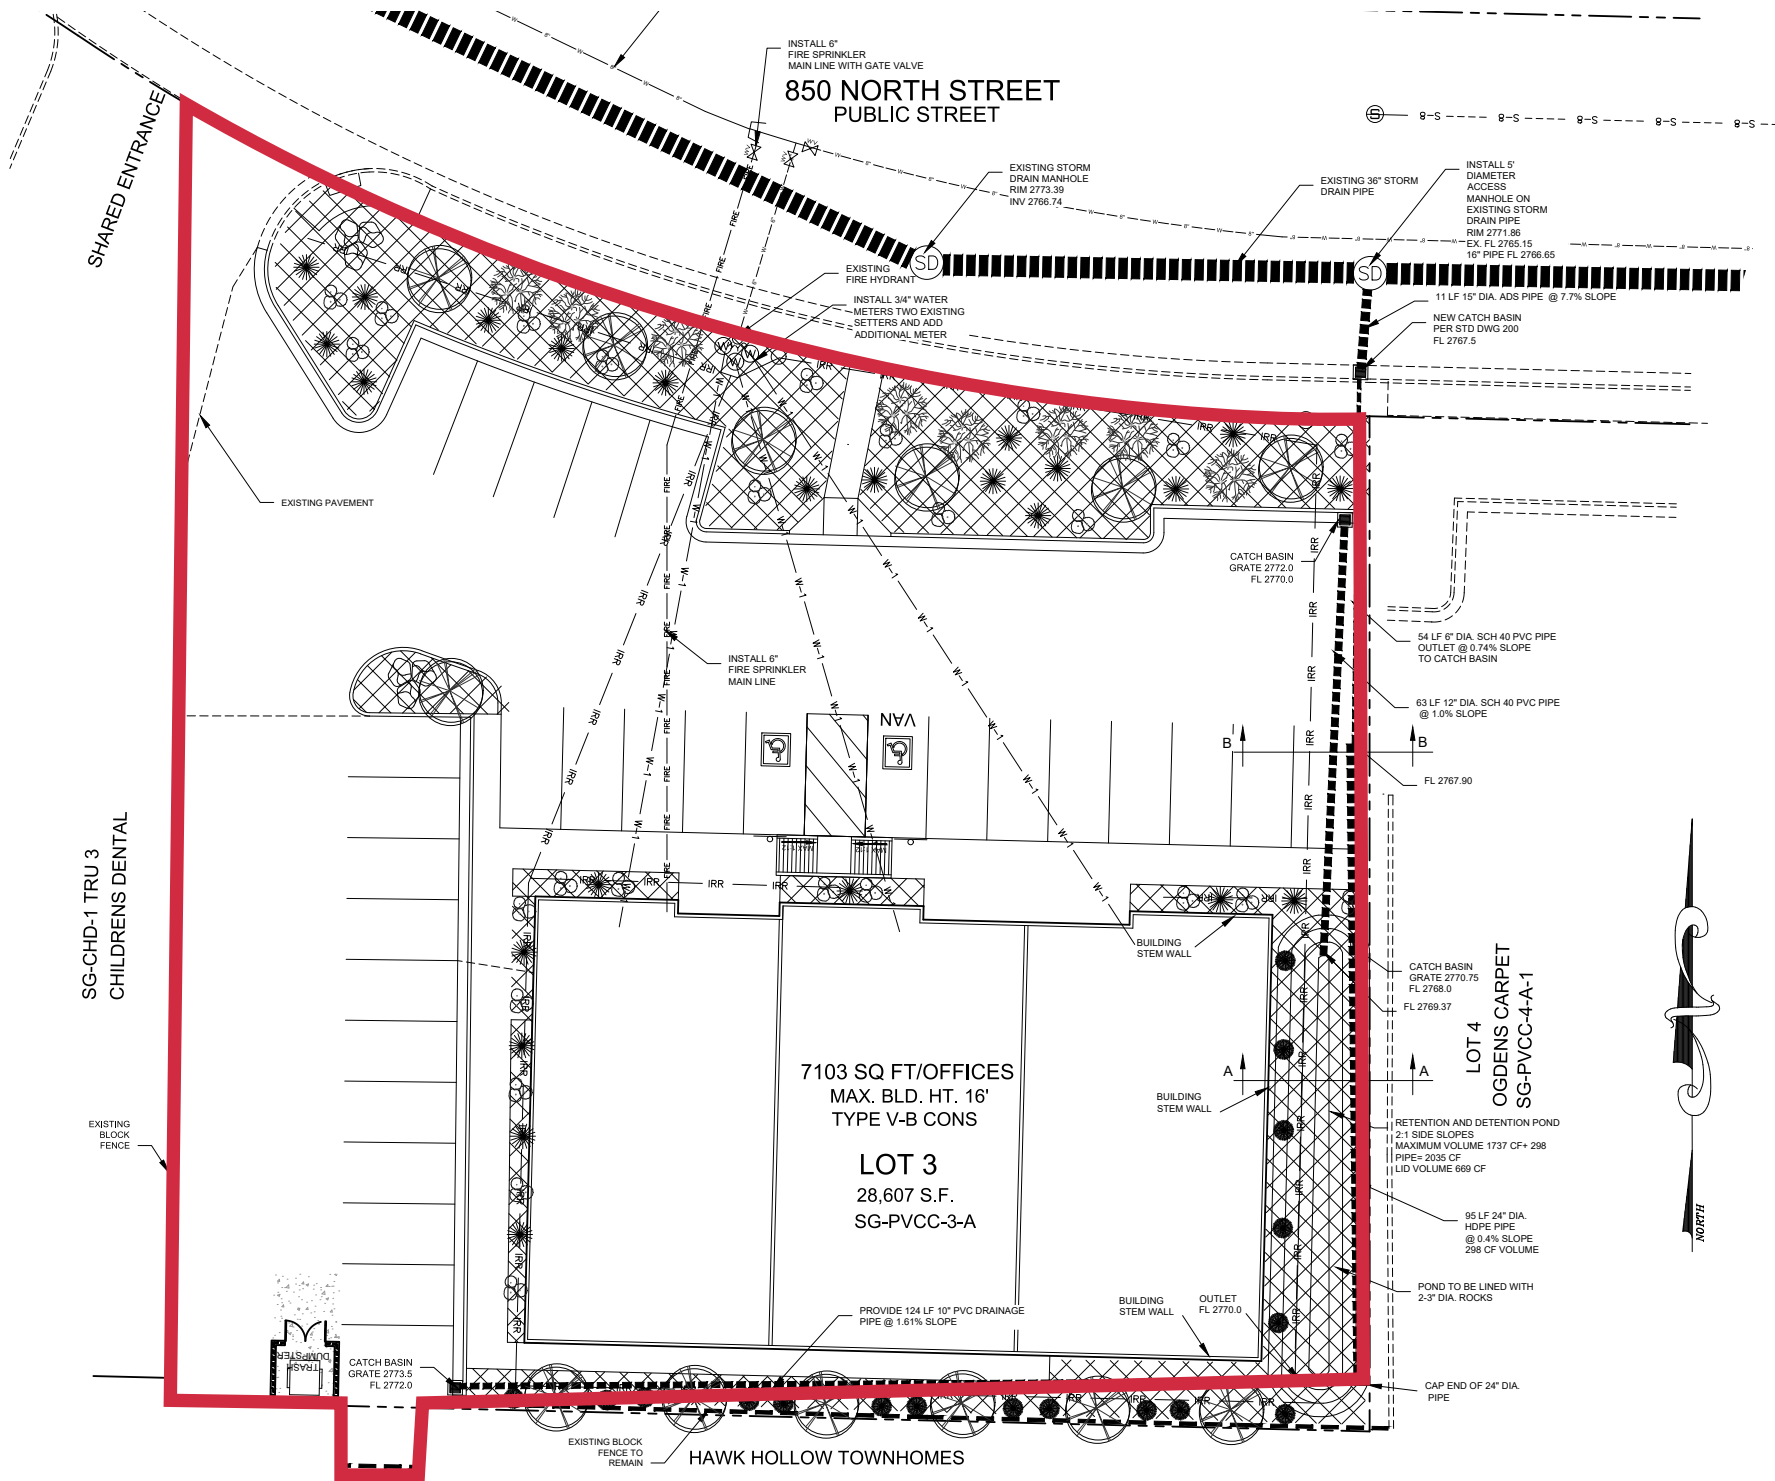 INSTALL 6"
FIRE SPRINKLER
MAIN LINE WITH GATE VALVE
850 NORTH STREET
PUBLIC STREET
SHARED ENTRANCE
EXISTING STORM
DRAIN MANHOLE
RIM 2773.39
INV 2766.74
EXISTING 36" STORM
DRAIN PIPE
INSTALL 5'
DIAMETER
ACCESS
MANHOLE ON
EXISTING STORM
DRAIN PIPE
RIM 2771.86
EX. FL 2765.15
16" PIPE FL 2766.65
SD
SD
S
8-S 8-S 8-S 8-S 8-S
EXISTING
FIRE HYDRANT
INSTALL 3/4" WATER
METERS TWO EXISTING
SETTERS AND ADD
ADDITIONAL METER
11 LF 15" DIA. ADS PIPE @ 7.7% SLOPE
NEW CATCH BASIN
PER STD DWG 200
FL 2767.5
EXISTING PAVEMENT
CATCH BASIN
GRATE 2772.0
FL 2770.0
54 LF 6" DIA. SCH 40 PVC PIPE
OUTLET @ 0.74% SLOPE
TO CATCH BASIN
INSTALL 6"
FIRE SPRINKLER
MAIN LINE
63 LF 12" DIA. SCH 40 PVC PIPE
@ 1.0% SLOPE
VAN
B
B
FL 2767.90
SG-CHD-1 TRU 3
CHILDRENS DENTAL
BUILDING
STEM WALL
CATCH BASIN
GRATE 2770.75
FL 2768.0
FL 2769.37
LOT 4
OGDENS CARPET
SG-PVCC-4-A-1
7103 SQ FT/OFFICES
MAX. BLD. HT. 16'
TYPE V-B CONS
LOT 3
28,607 S.F.
SG-PVCC-3-A
A
A
BUILDING
STEM WALL
EXISTING
BLOCK
FENCE
RETENTION AND DETENTION POND
2:1 SIDE SLOPES
MAXIMUM VOLUME 1737 CF+ 298
PIPE= 2035 CF
LID VOLUME 669 CF
95 LF 24" DIA.
HDPE PIPE
@ 0.4% SLOPE
298 CF VOLUME
NORTH
POND TO BE LINED WITH
2-3" DIA. ROCKS
BUILDING
STEM WALL
OUTLET
FL 2770.0
PROVIDE 124 LF 10" PVC DRAINAGE
PIPE @ 1.61% SLOPE
TRASH
DUMPSTER
CATCH BASIN
GRATE 2773.5
FL 2772.0
CAP END OF 24" DIA.
PIPE
EXISTING BLOCK
FENCE TO
REMAIN
HAWK HOLLOW TOWNHOMES